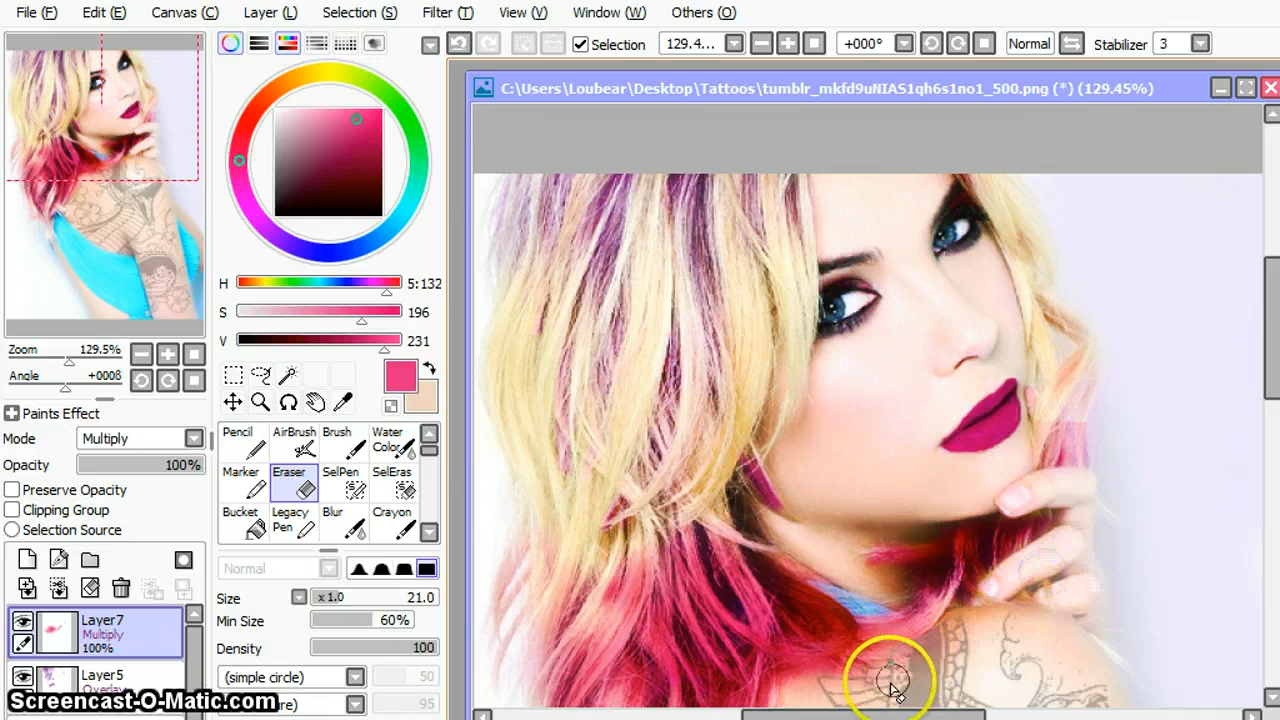 File (F) Edit (E) Canvas (C) Layer (L) Selection (S) Filter (T) View (V) Window (W) Others (O)
Selection 129.4... +000° Normal Stabilizer 3
C:\Users\Loubear\Desktop\Tattoos\tumblr_mkfd9uNIAS1qh6s1no1_500.png (*) (129.45%)
H 5:132
S 196
V 231
Zoom 129.5%
Angle +0008
Paints Effect
Mode Multiply
Opacity 100%
Preserve Opacity
Clipping Group
Selection Source
Pencil AirBrush Brush Water Color
Marker Eraser SelPen SelEras
Bucket Legacy Pen Blur Crayon
Normal
Size x 1.0 21.0
Min Size 60%
Density 100
(simple circle) 50
95
Layer7
Multiply
100%
Layer5
Screencast-O-Matic.com